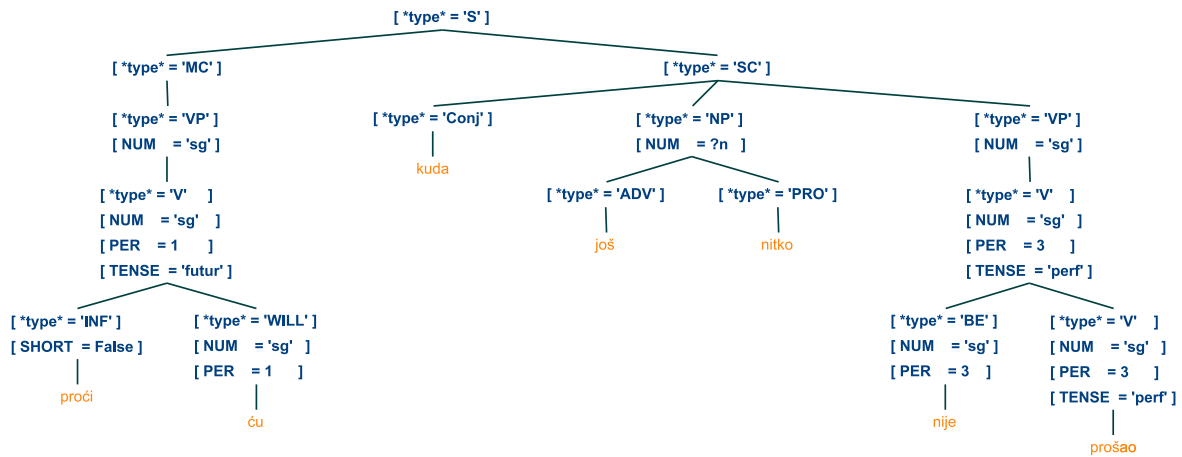 [ *type* = 'S' ]
[ *type* = 'MC' ] [ *type* = 'SC' ]
[ *type* = 'VP' ] [ *type* = 'Conj' ] [ *type* = 'NP' ] [ *type* = 'VP' ]
[ NUM = 'sg' ] [ NUM = ?n ] [ NUM = 'sg' ]
kuda
[ *type* = 'V' ] [ *type* = 'ADV' ] [ *type* = 'PRO' ] [ *type* = 'V' ]
[ NUM = 'sg' ] [ NUM = 'sg' ]
[ PER = 1 ] još nitko [ PER = 3 ]
[ TENSE = 'futur' ] [ TENSE = 'perf' ]
[ *type* = 'INF' ] [ *type* = 'WILL' ] [ *type* = 'BE' ] [ *type* = 'V' ]
[ SHORT = False ] [ NUM = 'sg' ] [ NUM = 'sg' ] [ NUM = 'sg' ]
[ PER = 1 ] [ PER = 3 ] [ PER = 3 ]
proći [ TENSE = 'perf' ]
ću nije
prošao